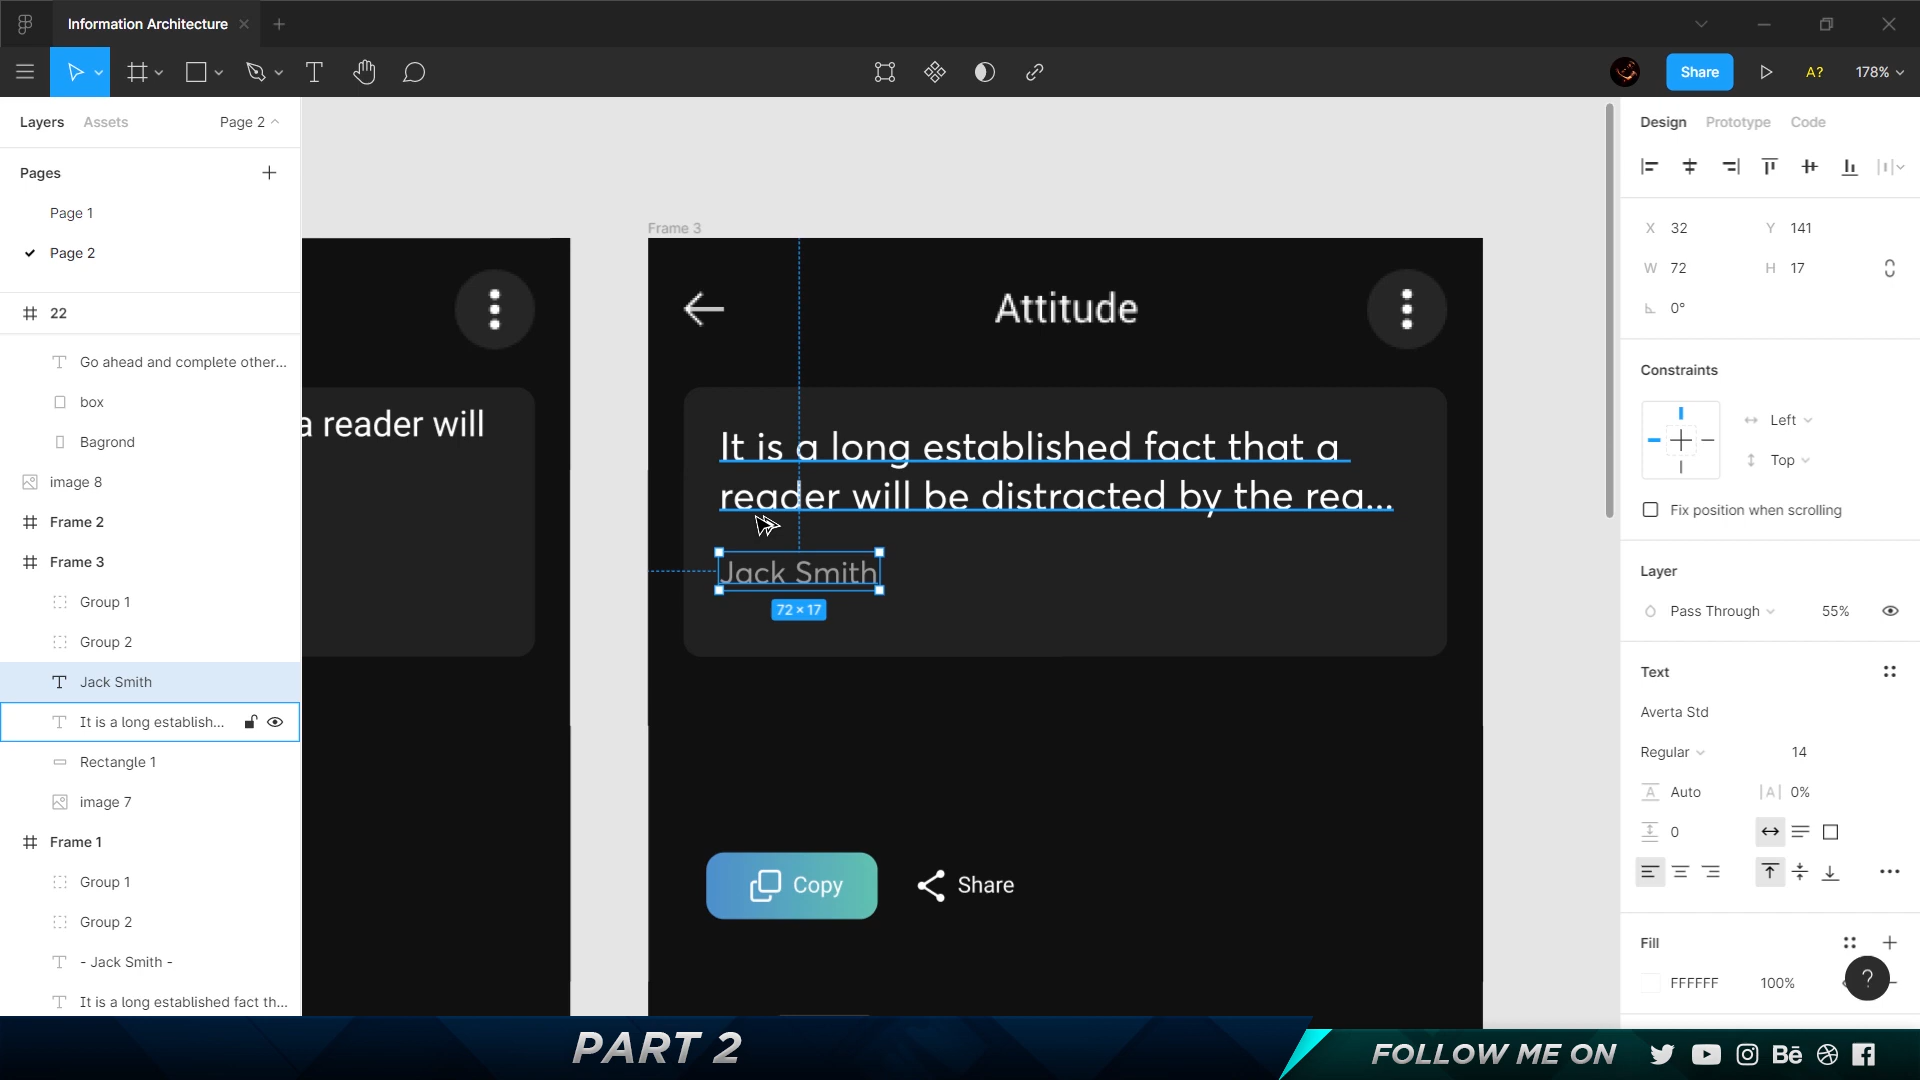 Information Architecture
Share
A?
178%
Layers
Assets
Page 2
Pages
Page 1
Page 2
22
Go ahead and complete other...
box
Bagrond
image 8
Frame 2
Frame 3
Group 1
Group 2
Jack Smith
It is a long establish...
Rectangle 1
image 7
Frame 1
Group 1
Group 2
- Jack Smith -
It is a long established fact th...
a reader will
Frame 3
Attitude
It is a long established fact that a
reader will be distracted by the rea...
Jack Smith
72 × 17
Copy
Share
Design
Prototype
Code
X 32
Y 141
W 72
H 17
0°
Constraints
Left
Top
Fix position when scrolling
Layer
Pass Through
55%
Text
Averta Std
Regular
14
A Auto
|A| 0%
0
Fill
FFFFFF
100%
?
PART 2
FOLLOW ME ON
Bē